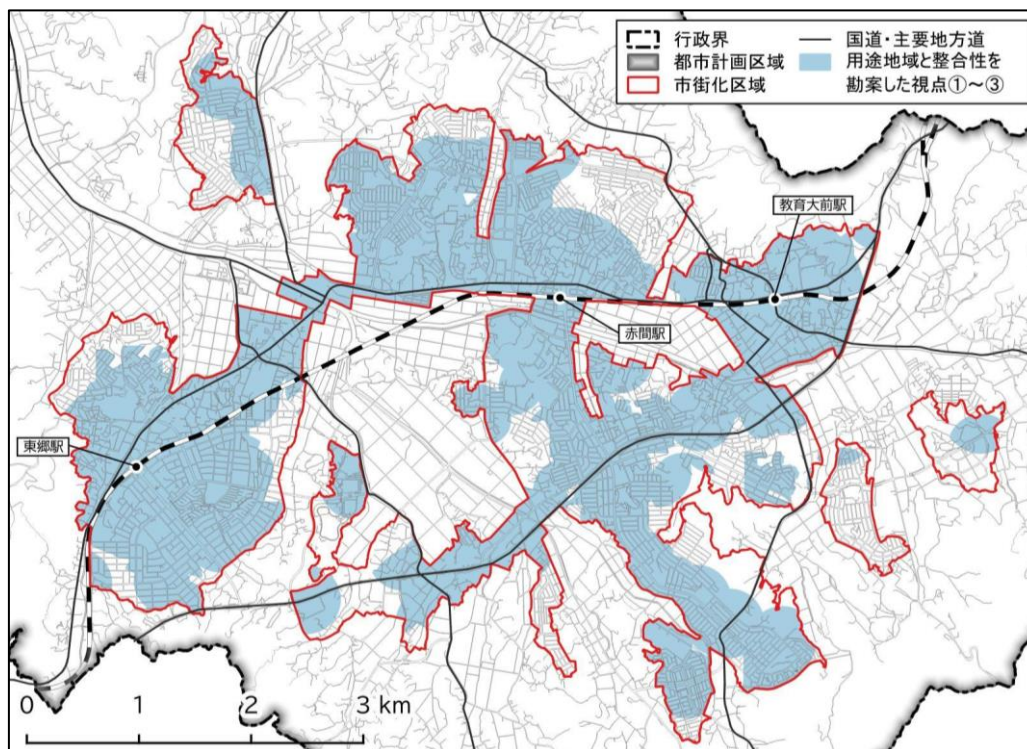 行政界
都市計画区域
市街化区域
国道・主要地方道
用途地域と整合性を
勘案した視点①～③
教育大前駅
赤間駅
東郷駅
0 1 2 3 km